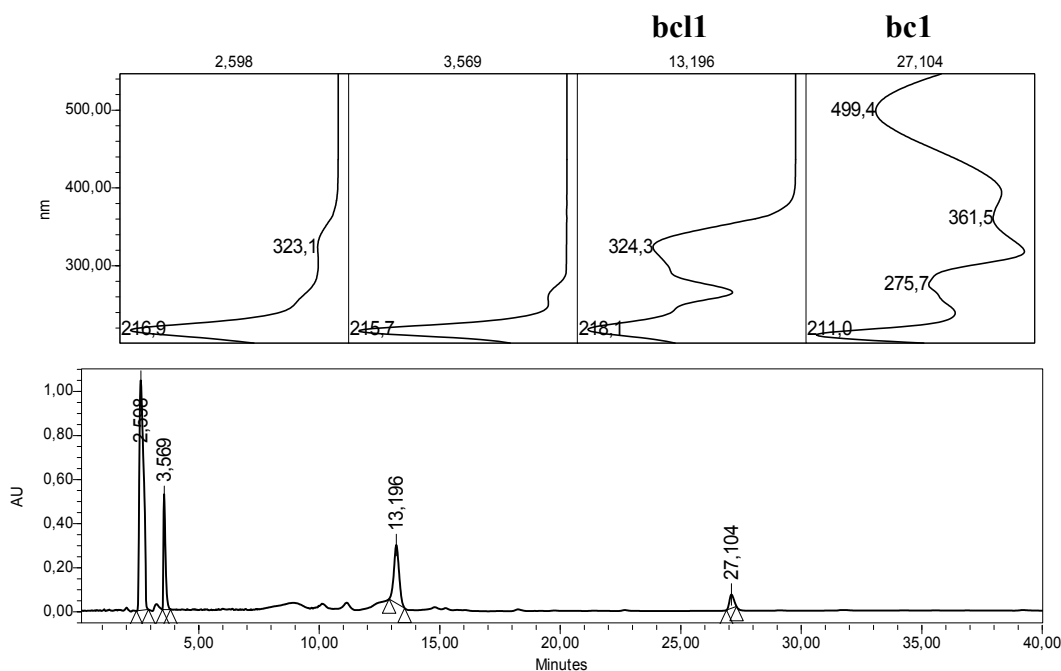 bcl1 bc1
2,598 3,569 13,196 27,104
500,00
499,4
400,00
nm
361,5
323,1
324,3
300,00
275,7
216,9 215,7 218,1 211,0
1,00
2,598
0,80
3,569
0,60
AU
13,196
0,40
27,104
0,20
0,00
5,00 10,00 15,00 20,00 25,00 30,00 35,00 40,00
Minutes